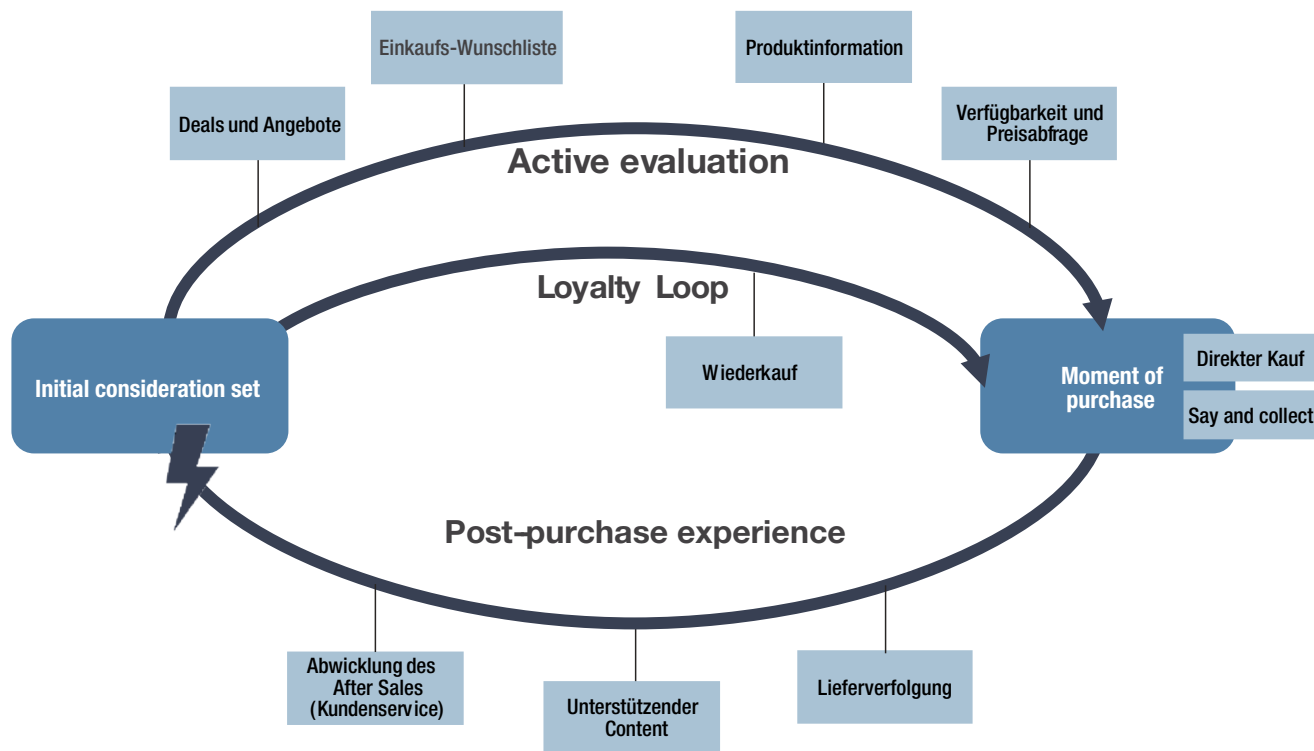 Einkaufs-Wunschliste
Produktinformation
Deals und Angebote
Verfügbarkeit und
Preisabfrage
Active evaluation
Loyalty Loop
Wiederkauf
Initial consideration set
Moment of
purchase
Direkter Kauf
Say and collect
Post-purchase experience
Abwicklung des
After Sales
(Kundenservice)
Unterstützender
Content
Lieferverfolgung